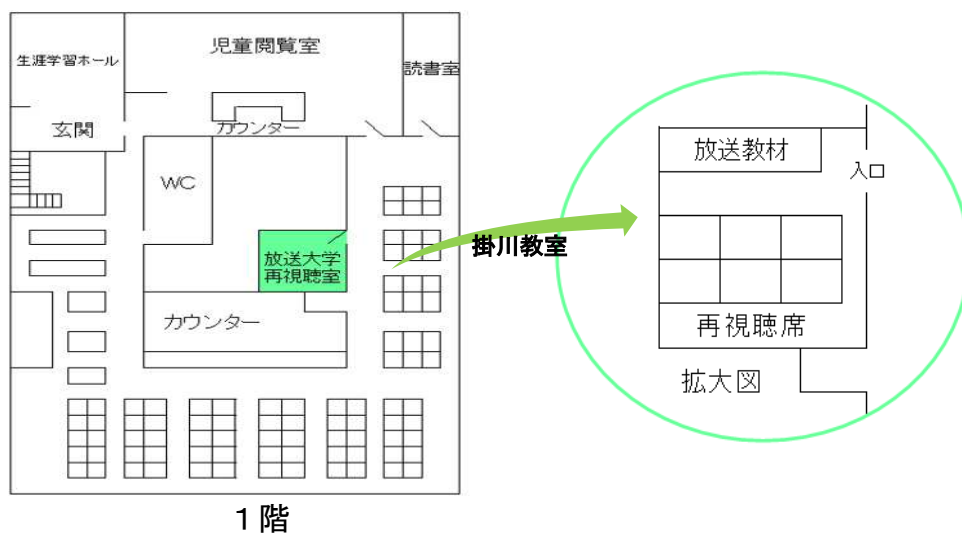 児童閲覧室
生涯学習ホール
読書室
玄関
カウンター
WC
放送大学
再視聴室
カウンター
1階
掛川教室
放送教材
入口
再視聴席
拡大図